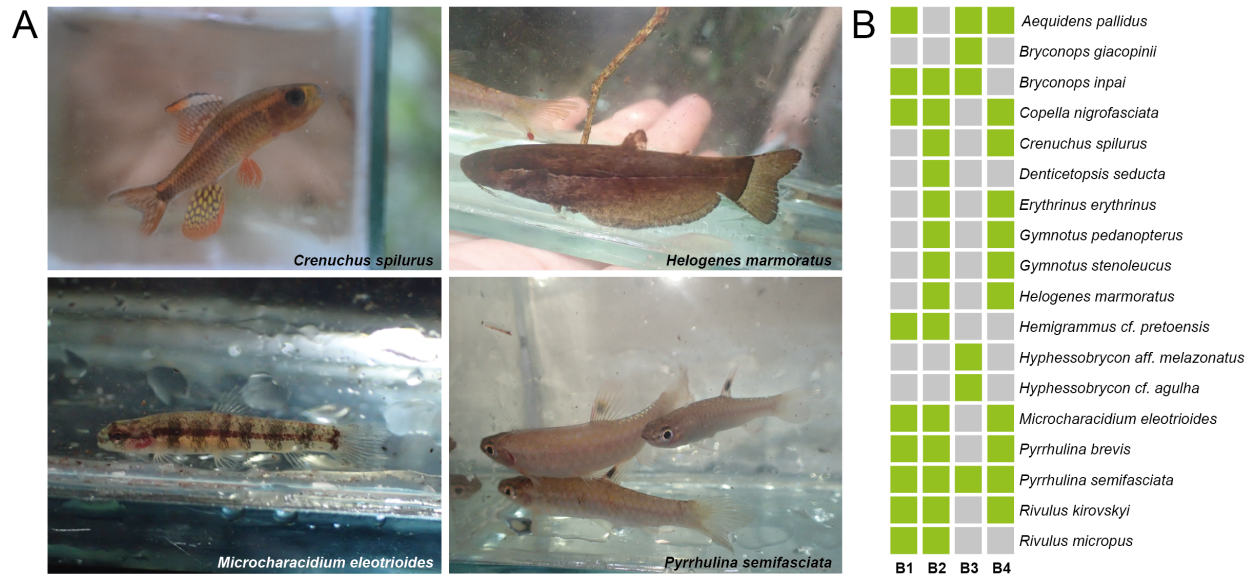 A
Crenuchus spilurus
Helogenes marmoratus
Microcharacidium eleotrioides
Pyrrhulina semifasciata
B
Aequidens pallidus
Bryconops giacopinii
Bryconops inpai
Copella nigrofasciata
Crenuchus spilurus
Denticetopsis seducta
Erythrinus erythrinus
Gymnotus pedanopterus
Gymnotus stenoleucus
Helogenes marmoratus
Hemigrammus cf. pretoensis
Hyphessobrycon aff. melazonatus
Hyphessobrycon cf. agulha
Microcharacidium eleotrioides
Pyrrhulina brevis
Pyrrhulina semifasciata
Rivulus kirovskyi
Rivulus micropus
B1 B2 B3 B4